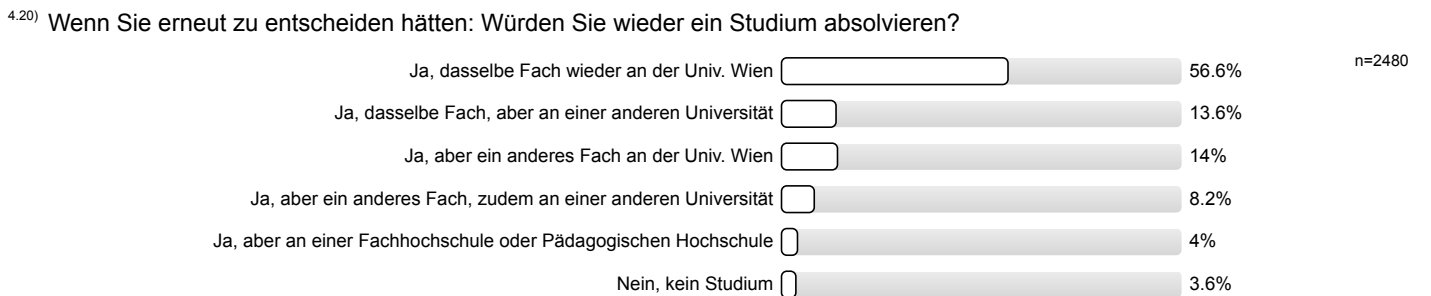 4.20) Wenn Sie erneut zu entscheiden hätten: Würden Sie wieder ein Studium absolvieren?
n=2480
Ja, dasselbe Fach wieder an der Univ. Wien 56.6%
Ja, dasselbe Fach, aber an einer anderen Universität 13.6%
Ja, aber ein anderes Fach an der Univ. Wien 14%
Ja, aber ein anderes Fach, zudem an einer anderen Universität 8.2%
Ja, aber an einer Fachhochschule oder Pädagogischen Hochschule 4%
Nein, kein Studium 3.6%